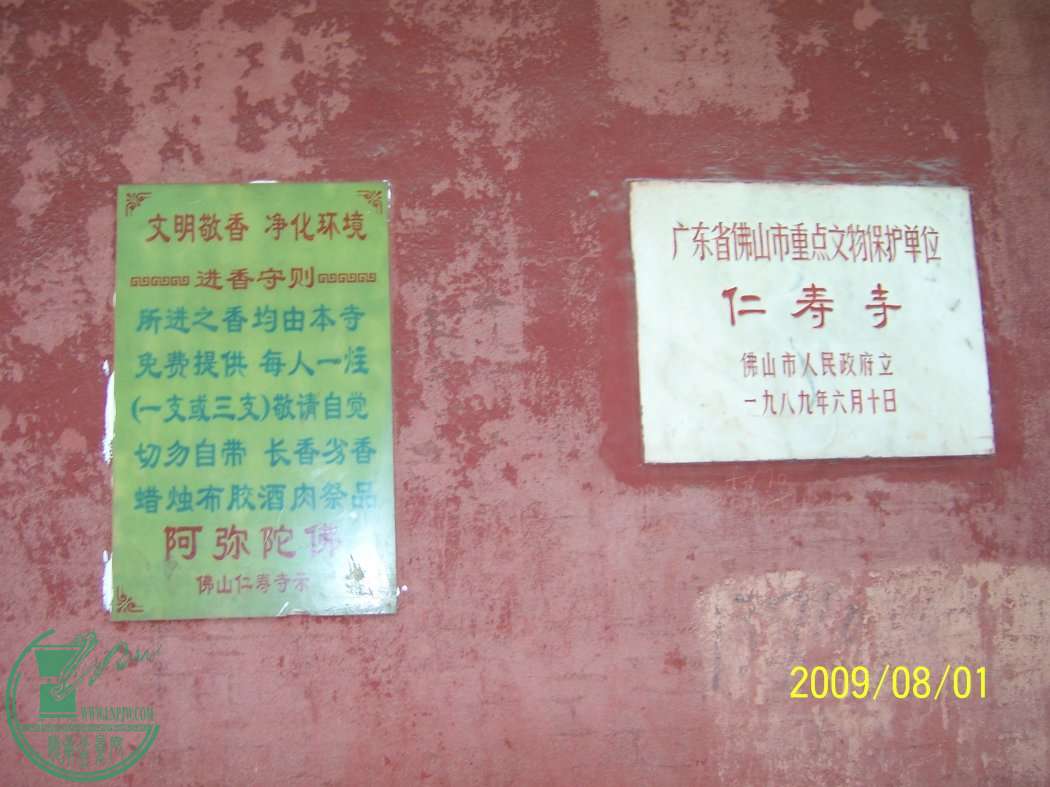 文明敬香 净化环境
进香守则
所进之香均由本寺
免费提供 每人一炷
(一支或三支)敬请自觉
切勿自带 长香劣香
蜡烛布胶酒肉祭品
阿弥陀佛
佛山仁寿寺示
广东省佛山市重点文物保护单位
仁寿寺
佛山市人民政府立
一九八九年六月十日
2009/08/01